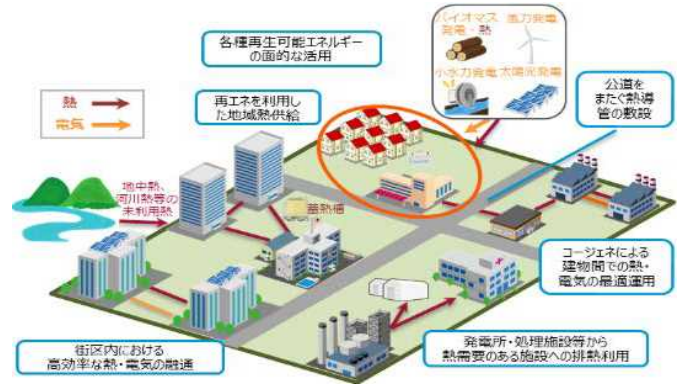 各種再生可能エネルギー
の面的な活用
バイオマス
発電・熱
風力発電
小水力発電
太陽光発電
公道を
またぐ熱導
管の敷設
熱
電気
再エネを利用し
た地域熱供給
地中熱、
河川熱等の
未利用熱
蓄熱槽
コージェネによる
建物間での熱・
電気の最適運用
街区内における
高効率な熱・電気の融通
発電所・処理施設等から
熱需要のある施設への排熱利用